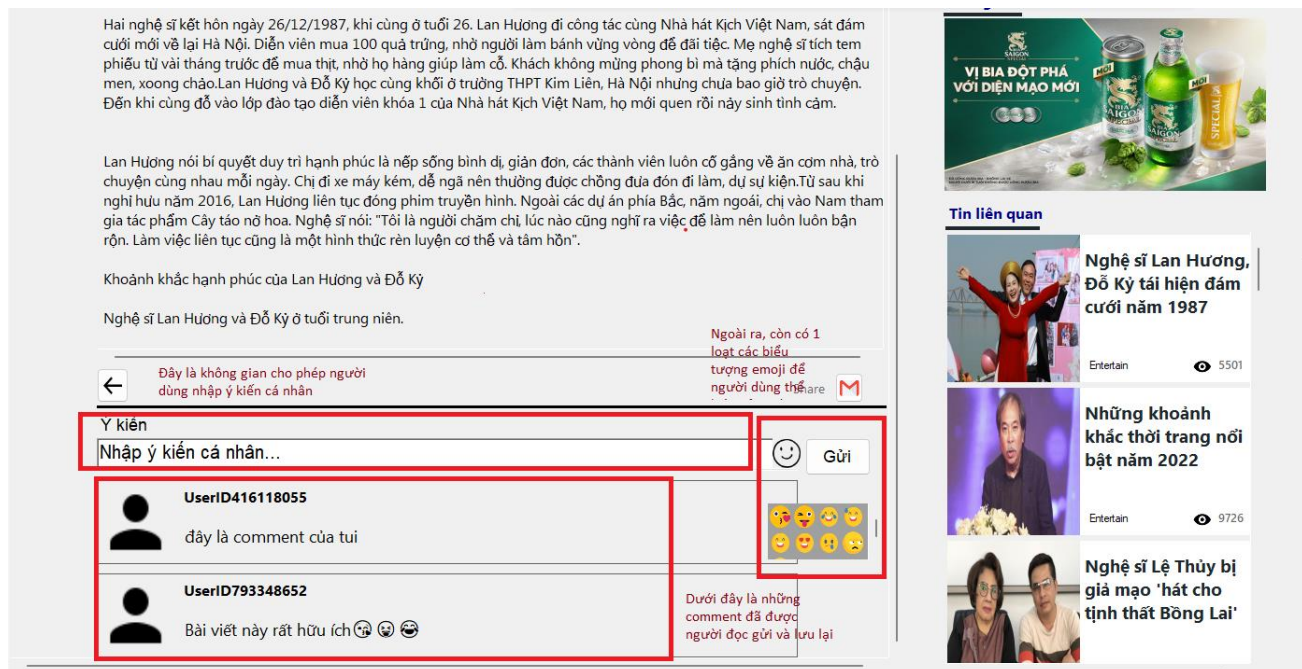 Hai nghệ sĩ kết hôn ngày 26/12/1987, khi cùng ở tuổi 26. Lan Hương đi công tác cùng Nhà hát Kịch Việt Nam, sát đám
cưới mới về lại Hà Nội. Diễn viên mua 100 quả trứng, nhờ người làm bánh vừng vòng để đãi tiệc. Mẹ nghệ sĩ tích tem
phiếu từ vài tháng trước để mua thịt, nhờ họ hàng giúp làm cỗ. Khách không mừng phong bì mà tặng phích nước, chậu
men, xoong chảo.Lan Hương và Đỗ Kỷ học cùng khối ở trường THPT Kim Liên, Hà Nội nhưng chưa bao giờ trò chuyện.
Đến khi cùng đỗ vào lớp đào tạo diễn viên khóa 1 của Nhà hát Kịch Việt Nam, họ mới quen rồi nảy sinh tình cảm.
Lan Hương nói bí quyết duy trì hạnh phúc là nếp sống bình dị, giản đơn, các thành viên luôn cố gắng về ăn cơm nhà, trò
chuyện cùng nhau mỗi ngày. Chị đi xe máy kém, dễ ngã nên thường được chồng đưa đón đi làm, dự sự kiện.Từ sau khi
nghỉ hưu năm 2016, Lan Hương liên tục đóng phim truyền hình. Ngoài các dự án phía Bắc, năm ngoái, chị vào Nam tham
gia tác phẩm Cây táo nở hoa. Nghệ sĩ nói: "Tôi là người chăm chỉ, lúc nào cũng nghĩ ra việc để làm nên luôn luôn bận
rộn. Làm việc liên tục cũng là một hình thức rèn luyện cơ thể và tâm hồn".
Khoảnh khắc hạnh phúc của Lan Hương và Đỗ Kỷ
Nghệ sĩ Lan Hương và Đỗ Kỷ ở tuổi trung niên.
Đây là không gian cho phép người
dùng nhập ý kiến cá nhân
Ngoài ra, còn có 1
loạt các biểu
tượng emoji để
người dùng thể
Share
Ý kiến
Nhập ý kiến cá nhân...
Gửi
UserID416118055
đây là comment của tui
UserID793348652
Bài viết này rất hữu ích😘😜😂
Dưới đây là những
comment đã được
người đọc gửi và lưu lại
SAIGON
VỊ BIA ĐỘT PHÁ
VỚI DIỆN MẠO MỚI
MỚI
MỚI
BIA
SAIGON
SPECIAL
SAIGON
SPECIAL
Tin liên quan
Nghệ sĩ Lan Hương,
Đỗ Kỷ tái hiện đám
cưới năm 1987
Entertain
5501
Những khoảnh
khắc thời trang nổi
bật năm 2022
Entertain
9726
Nghệ sĩ Lệ Thủy bị
giả mạo 'hát cho
tịnh thất Bồng Lai'